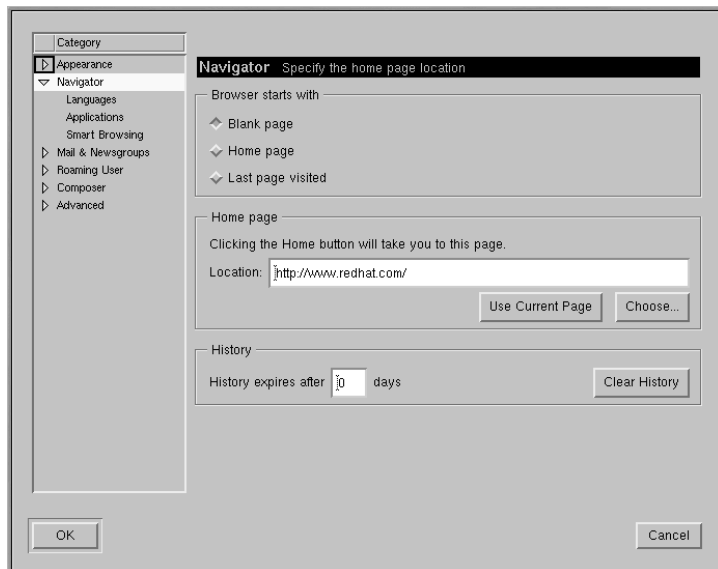 Category
Appearance
Navigator
Languages
Applications
Smart Browsing
Mail & Newsgroups
Roaming User
Composer
Advanced
Navigator Specify the home page location
Browser starts with
Blank page
Home page
Last page visited
Home page
Clicking the Home button will take you to this page.
Location: http://www.redhat.com/
Use Current Page Choose...
History
History expires after 0 days Clear History
OK Cancel